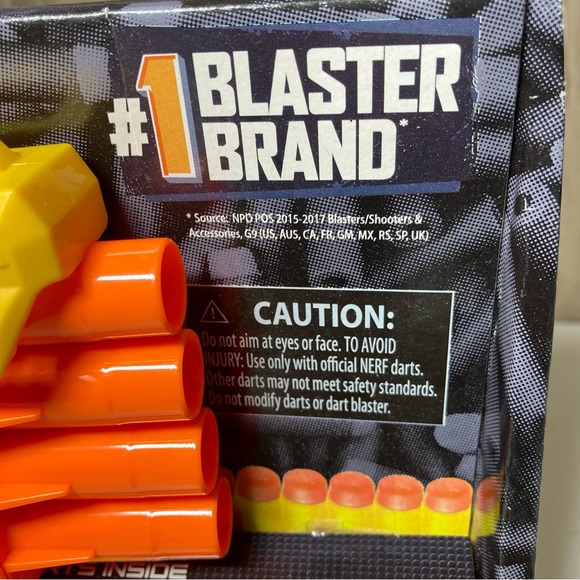 #1 BLASTER
BRAND*
* Source: NPD POS 2015-2017 Blasters/Shooters &
Accessories, G9 (US, AUS, CA, FR, GM, MX, RS, SP, UK)
CAUTION:
Do not aim at eyes or face. TO AVOID
INJURY: Use only with official NERF darts.
Other darts may not meet safety standards.
Do not modify darts or dart blaster.
INSIDE